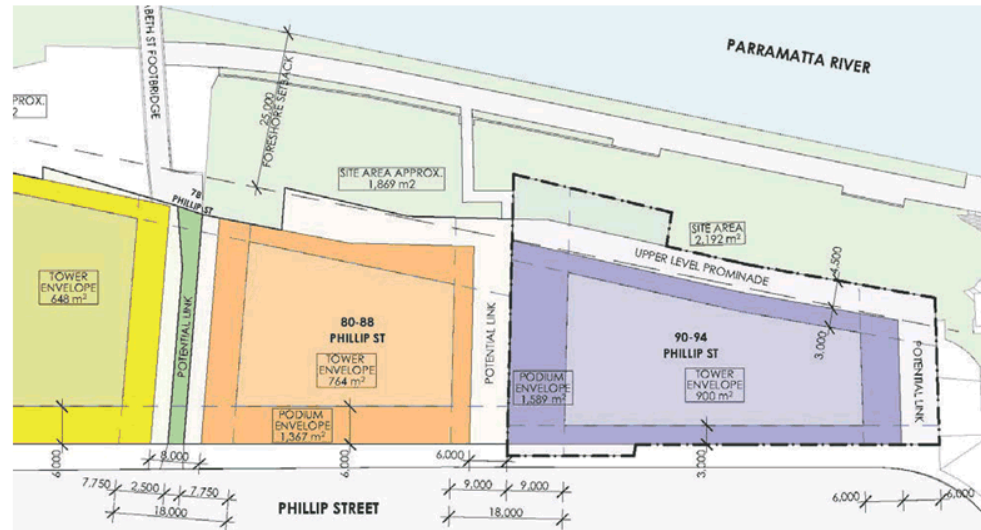 PARRAMATTA RIVER
BETH ST FOOTBRIDGE
25,000
FORESHORE SETBACK
PROX.
2
SITE AREA APPROX.
1,869 m2
78
PHILLIP ST
SITE AREA
2,192 m²
UPPER LEVEL PROMINADE
4,500
3,000
TOWER
ENVELOPE
648 m²
POTENTIAL LINK
80-88
PHILLIP ST
TOWER
ENVELOPE
764 m²
PODIUM
ENVELOPE
1,367 m²
POTENTIAL LINK
90-94
PHILLIP ST
PODIUM
ENVELOPE
1,589 m²
TOWER
ENVELOPE
900 m²
POTENTIAL LINK
6,000
8,000
6,000
6,000
3,000
7,750
2,500
7,750
9,000
9,000
6,000
6,000
18,000
18,000
PHILLIP STREET